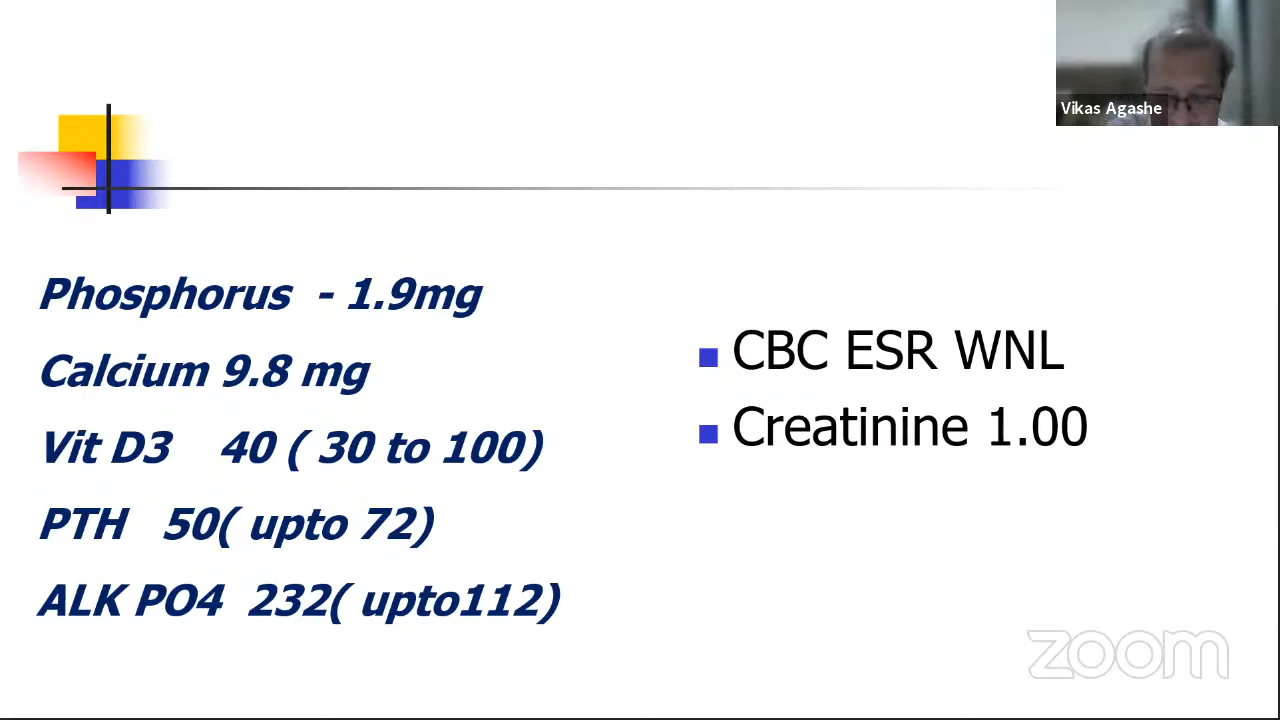 Vikas Agashe
Phosphorus - 1.9mg
Calcium 9.8 mg
Vit D3 40 ( 30 to 100)
PTH 50( upto 72)
ALK PO4 232( upto112)
CBC ESR WNL
Creatinine 1.00
zoom